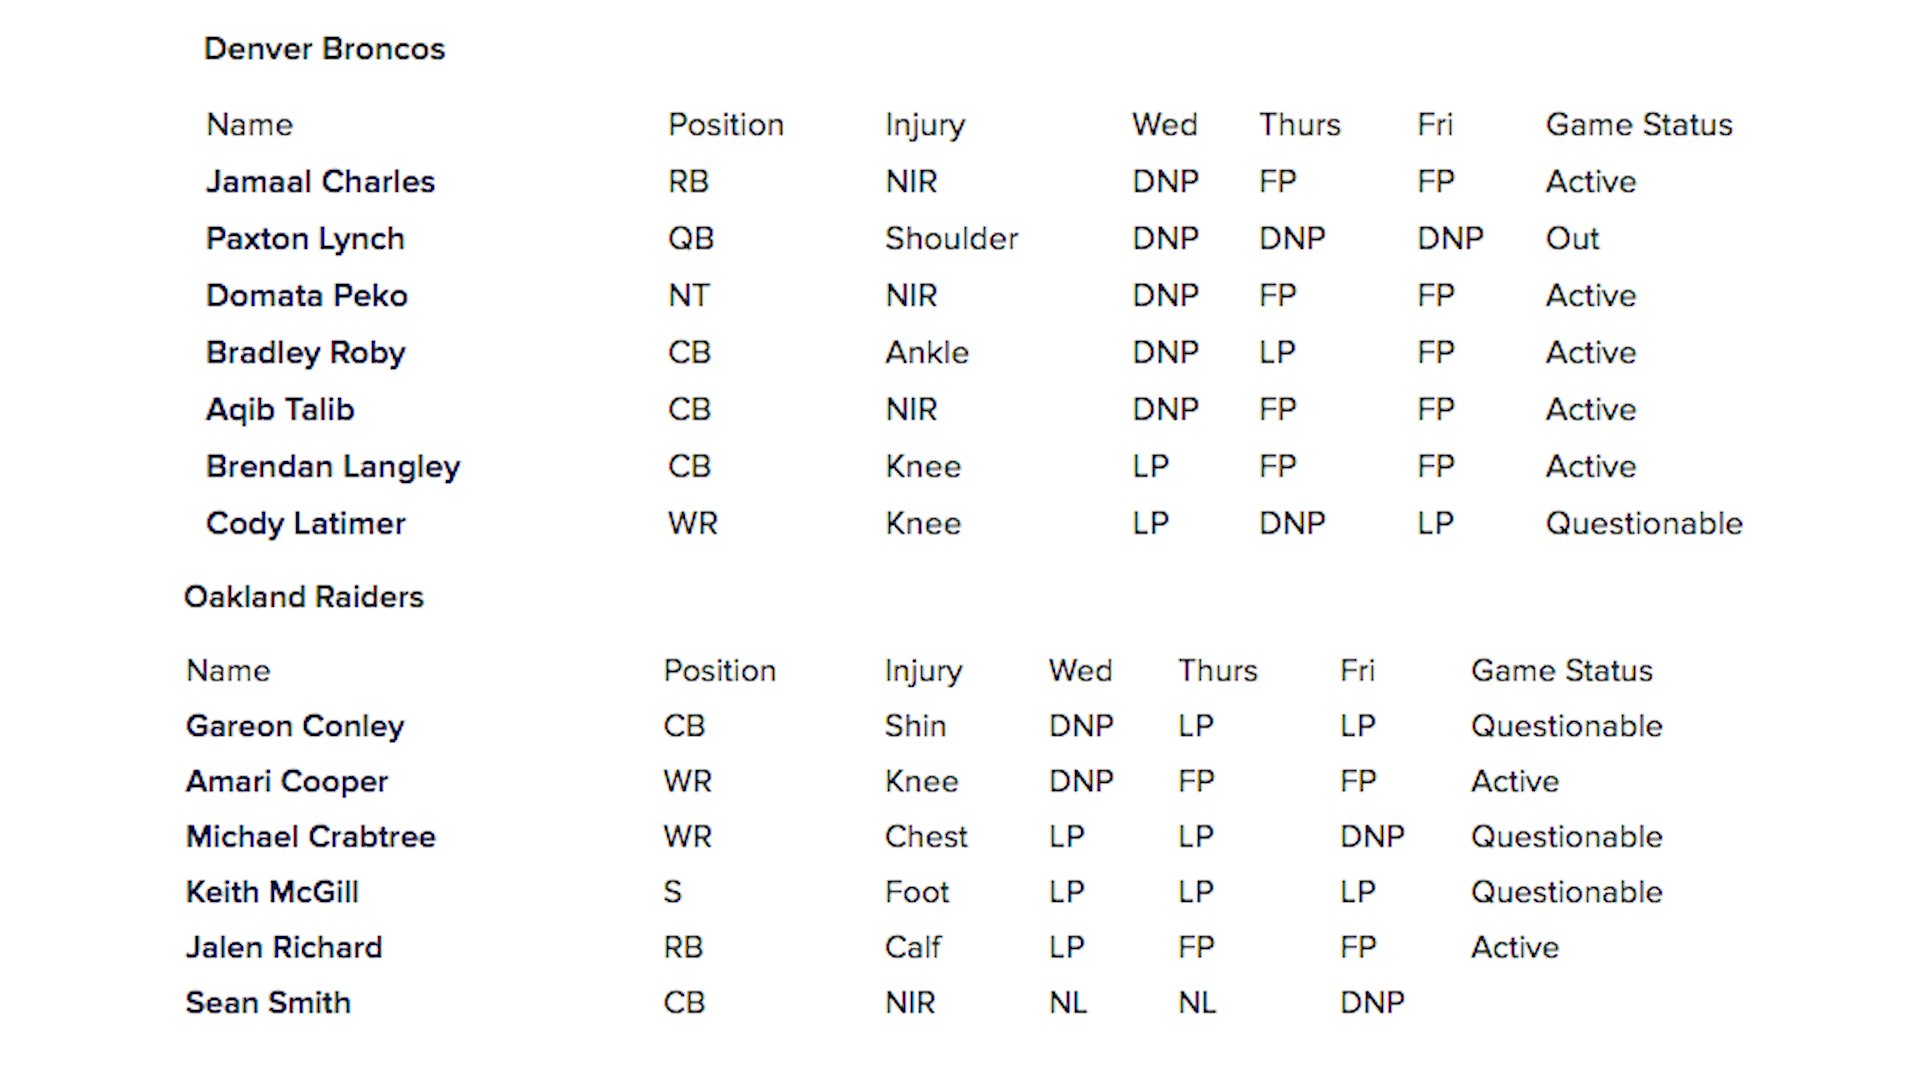 Denver Broncos
Name Position Injury Wed Thurs Fri Game Status
Jamaal Charles RB NIR DNP FP FP Active
Paxton Lynch QB Shoulder DNP DNP DNP Out
Domata Peko NT NIR DNP FP FP Active
Bradley Roby CB Ankle DNP LP FP Active
Aqib Talib CB NIR DNP FP FP Active
Brendan Langley CB Knee LP FP FP Active
Cody Latimer WR Knee LP DNP LP Questionable
Oakland Raiders
Name Position Injury Wed Thurs Fri Game Status
Gareon Conley CB Shin DNP LP LP Questionable
Amari Cooper WR Knee DNP FP FP Active
Michael Crabtree WR Chest LP LP DNP Questionable
Keith McGill S Foot LP LP LP Questionable
Jalen Richard RB Calf LP FP FP Active
Sean Smith CB NIR NL NL DNP